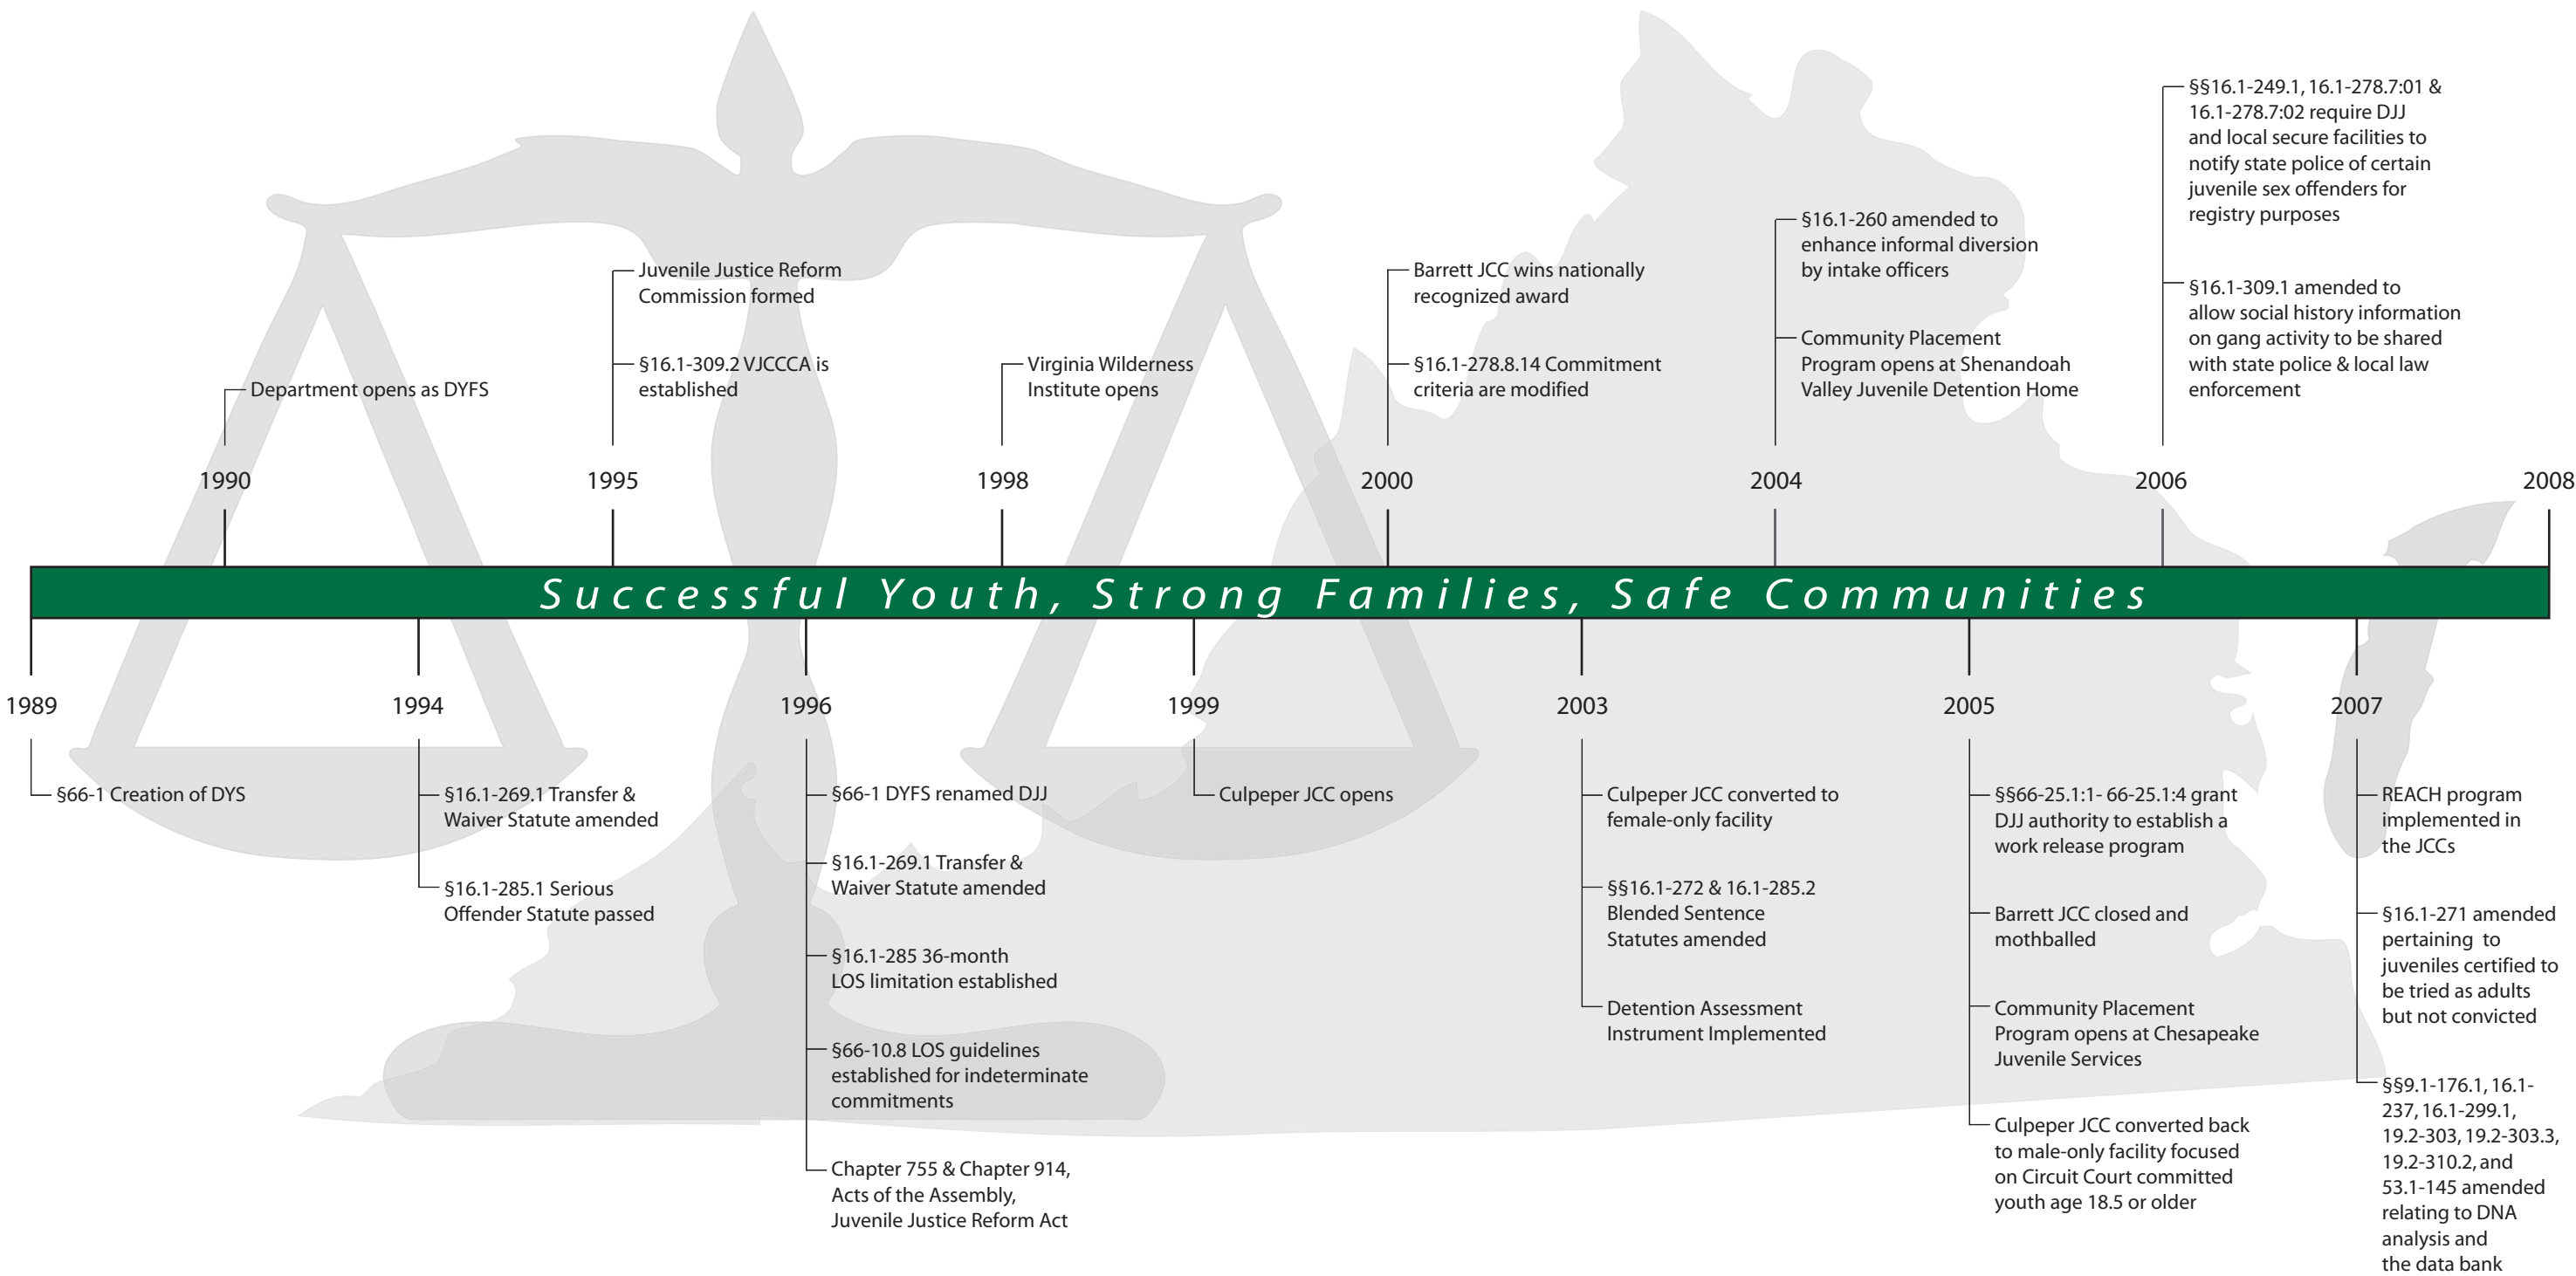 §§16.1-249.1, 16.1-278.7:01 &
16.1-278.7:02 require DJJ
and local secure facilities to
notify state police of certain
juvenile sex offenders for
registry purposes
§16.1-309.1 amended to
allow social history information
on gang activity to be shared
with state police & local law
enforcement
§16.1-260 amended to
enhance informal diversion
by intake officers
Community Placement
Program opens at Shenandoah
Valley Juvenile Detention Home
Juvenile Justice Reform
Commission formed
§16.1-309.2 VJCCCA is
established
Barrett JCC wins nationally
recognized award
§16.1-278.8.14 Commitment
criteria are modified
Virginia Wilderness
Institute opens
Department opens as DYFS
1990
1995
1998
2000
2004
2006
2008
Successful Youth, Strong Families, Safe Communities
1989
1994
1996
1999
2003
2005
2007
§66-1 Creation of DYS
§16.1-269.1 Transfer &
Waiver Statute amended
§16.1-285.1 Serious
Offender Statute passed
§66-1 DYFS renamed DJJ
§16.1-269.1 Transfer &
Waiver Statute amended
§16.1-285 36-month
LOS limitation established
§66-10.8 LOS guidelines
established for indeterminate
commitments
Chapter 755 & Chapter 914,
Acts of the Assembly,
Juvenile Justice Reform Act
Culpeper JCC opens
Culpeper JCC converted to
female-only facility
§§16.1-272 & 16.1-285.2
Blended Sentence
Statutes amended
Detention Assessment
Instrument Implemented
§§66-25.1:1- 66-25.1:4 grant
DJJ authority to establish a
work release program
Barrett JCC closed and
mothballed
Community Placement
Program opens at Chesapeake
Juvenile Services
Culpeper JCC converted back
to male-only facility focused
on Circuit Court committed
youth age 18.5 or older
REACH program
implemented in
the JCCs
§16.1-271 amended
pertaining to
juveniles certified to
be tried as adults
but not convicted
§§9.1-176.1, 16.1-
237, 16.1-299.1,
19.2-303, 19.2-303.3,
19.2-310.2, and
53.1-145 amended
relating to DNA
analysis and
the data bank